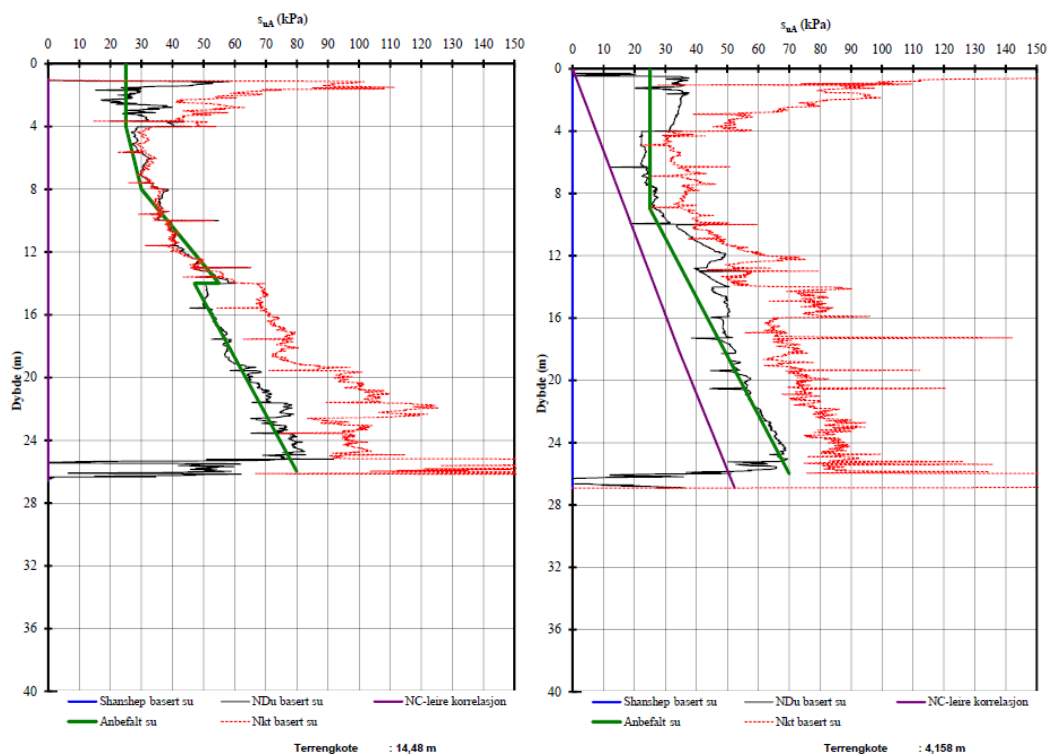 s_uA (kPa)
0 10 20 30 40 50 60 70 80 90 100 110 120 130 140 150
0
4
8
12
16
20
24
28
32
36
40
Dybde (m)
Shanshep basert su NDu basert su NC-leire korrelasjon
Anbefalt su Nkt basert su
Terrengkote : 14,48 m
s_uA (kPa)
0 10 20 30 40 50 60 70 80 90 100 110 120 130 140 150
0
4
8
12
16
20
24
28
32
36
40
Dybde (m)
Shanshep basert su NDu basert su NC-leire korrelasjon
Anbefalt su Nkt basert su
Terrengkote : 4,158 m